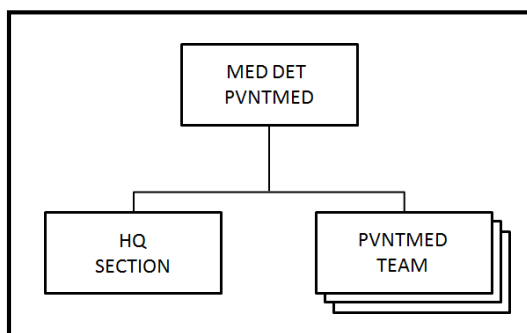 MED DET
PVNTMED
HQ
SECTION
PVNTMED
TEAM